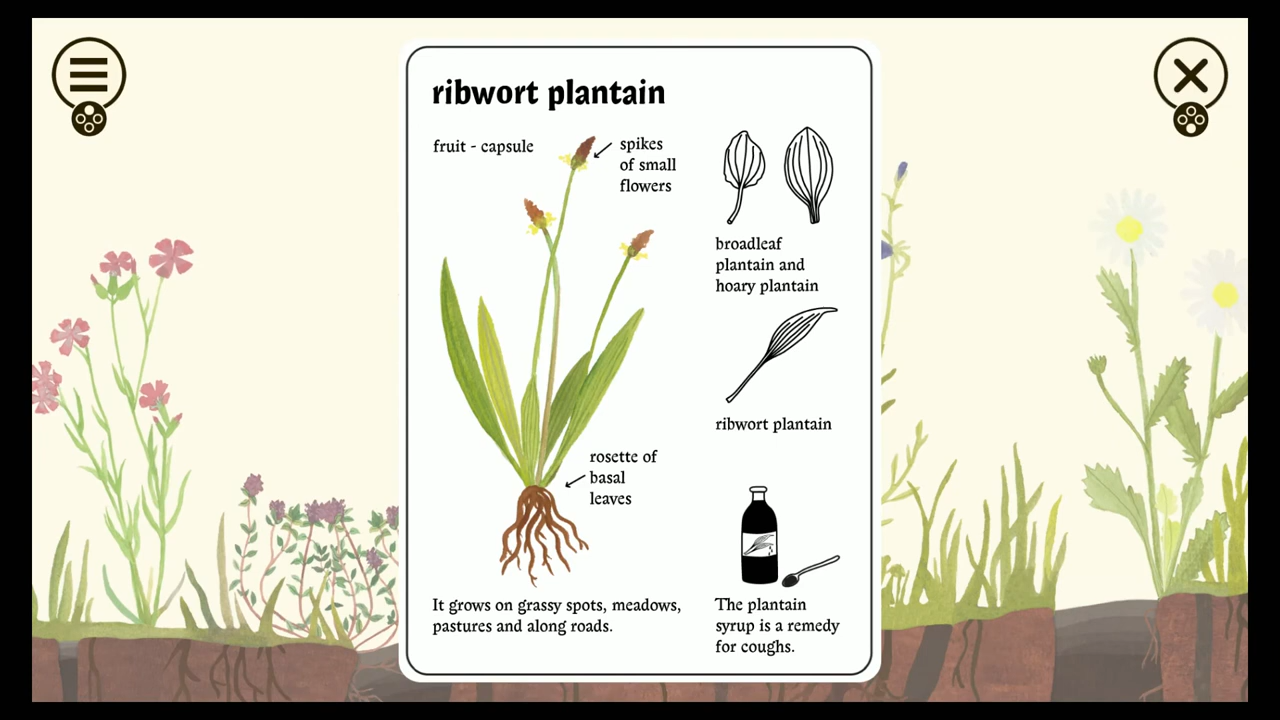 ribwort plantain
fruit - capsule
spikes
of small
flowers
broadleaf
plantain and
hoary plantain
ribwort plantain
rosette of
basal
leaves
It grows on grassy spots, meadows,
pastures and along roads.
The plantain
syrup is a remedy
for coughs.